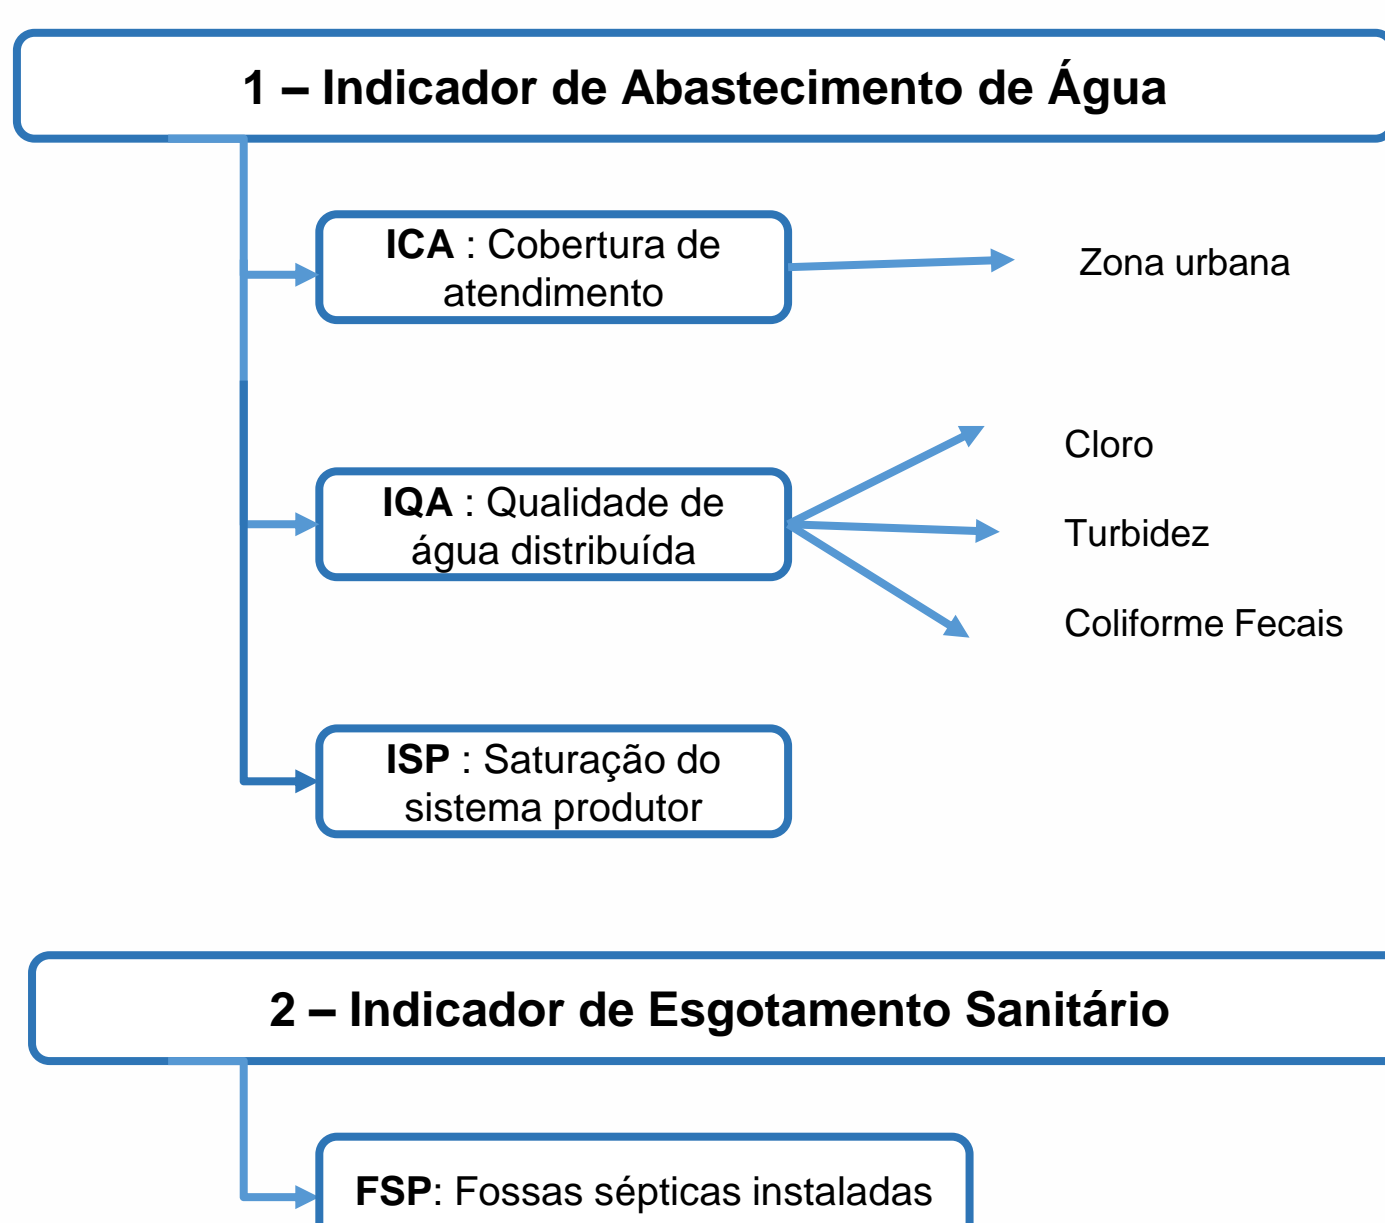 1 – Indicador de Abastecimento de Água
ICA : Cobertura de
atendimento
Zona urbana
IQA : Qualidade de
água distribuída
Cloro
Turbidez
Coliforme Fecais
ISP : Saturação do
sistema produtor
2 – Indicador de Esgotamento Sanitário
FSP: Fossas sépticas instaladas